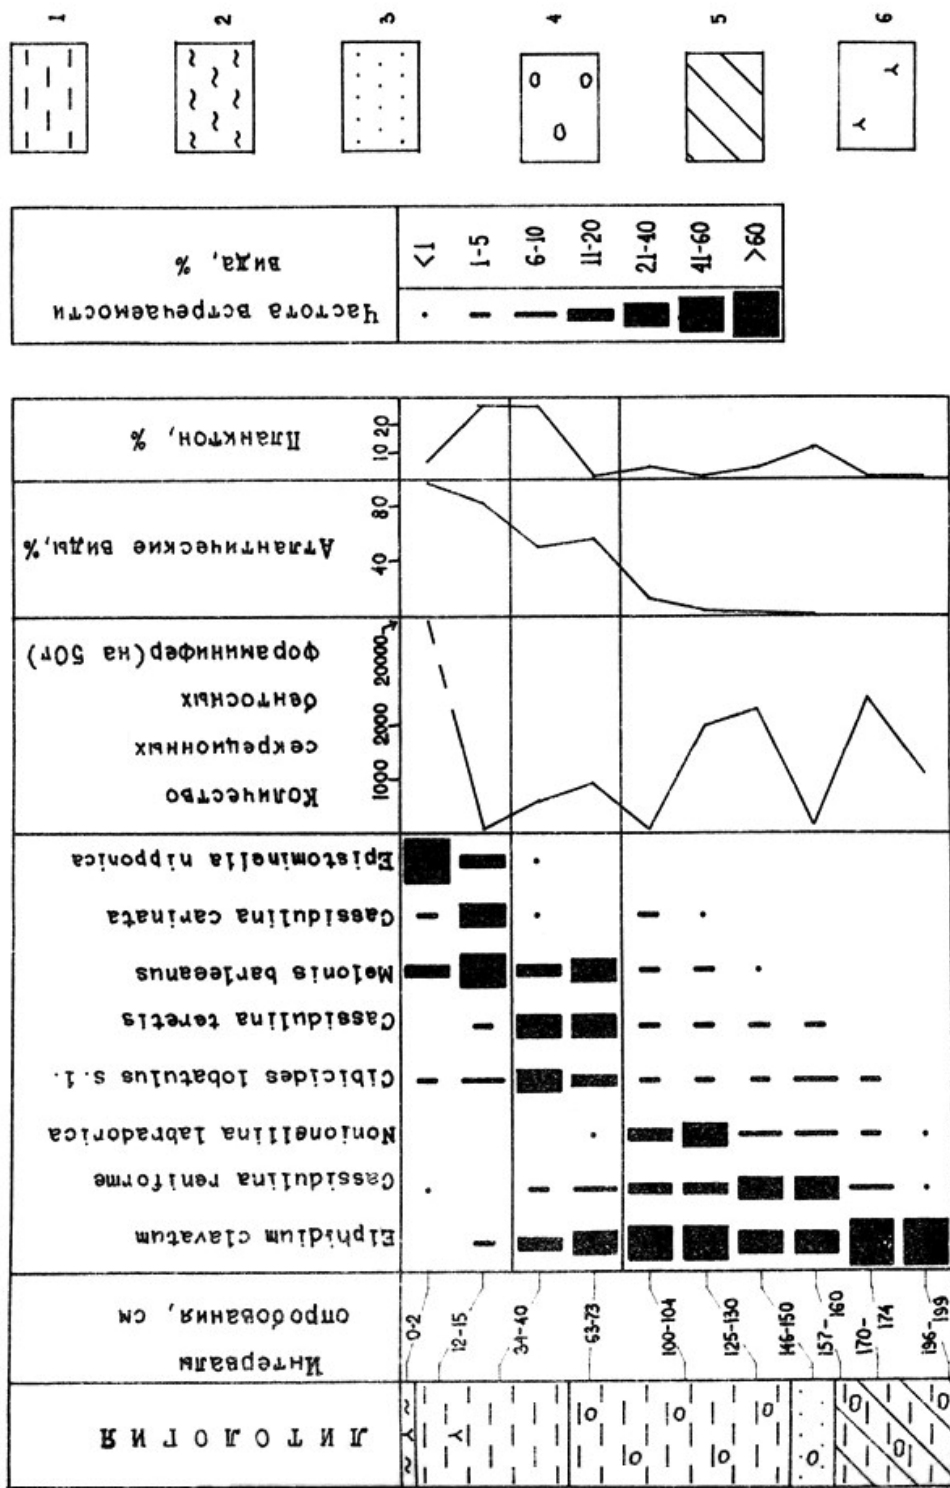 1 2 3 4 5 6
Частота встречаемости
вида, %
<1
1-5
6-10
11-20
21-40
41-60
>60
Планктон, %
10 20
Атлантические виды,%
40 80
Количество
секреционных
бентосных
фораминифер(на 50г)
1000 2000 20000
Epistominella nipponica
Cassidulina carinata
Melonis barleeanus
Cassidulina teretis
Cibicides lobatulus s.l.
Nonionellina labradorica
Cassidulina reniforme
Elphidium clavatum
Интервалы
опробования, см
0-2
12-15
34-40
63-73
100-104
125-130
146-150
157-160
170-174
196-199
ЛИТОЛОГИЯ